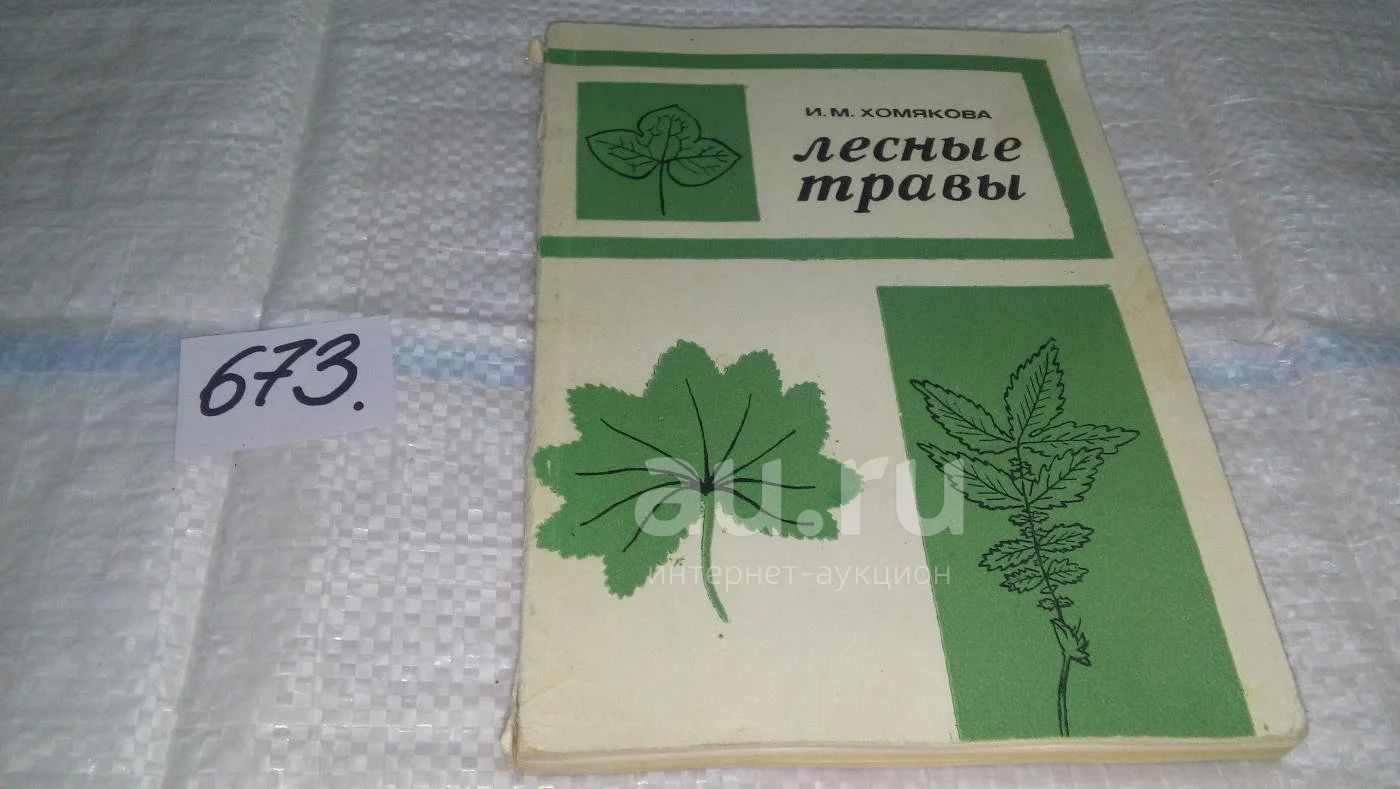 И. М. ХОМЯКОВА
лесные
травы
673.
au.ru
интернет-аукцион